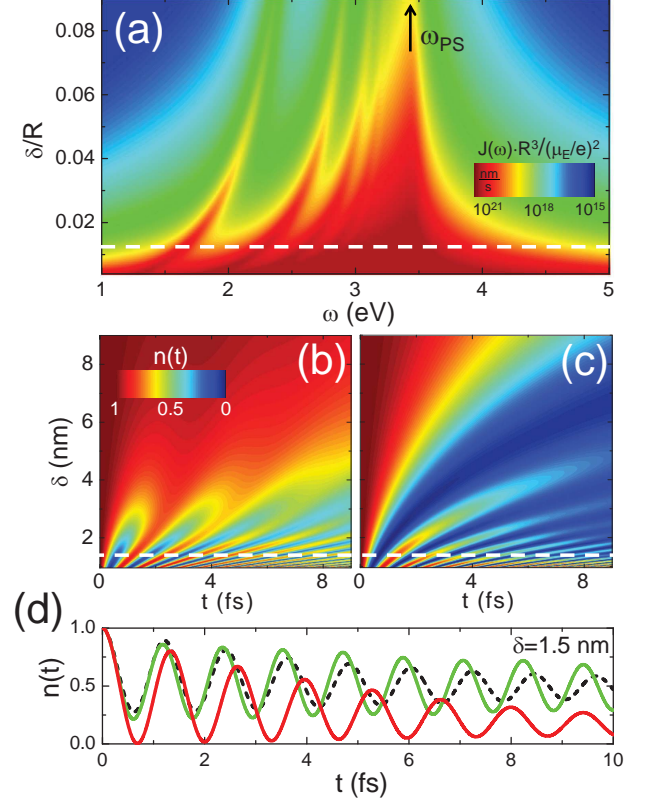 (a)
ω_PS
δ/R
0.08
0.06
0.04
0.02
J(ω)·R³/(μ_E/e)²
nm/s
10²¹ 10¹⁸ 10¹⁵
1 2 3 4 5
ω (eV)
(b)
(c)
n(t)
1 0.5 0
δ (nm)
8
6
4
2
0 4 8
0 4 8
t (fs)
t (fs)
(d)
δ=1.5 nm
n(t)
1.0
0.5
0.0
0 2 4 6 8 10
t (fs)